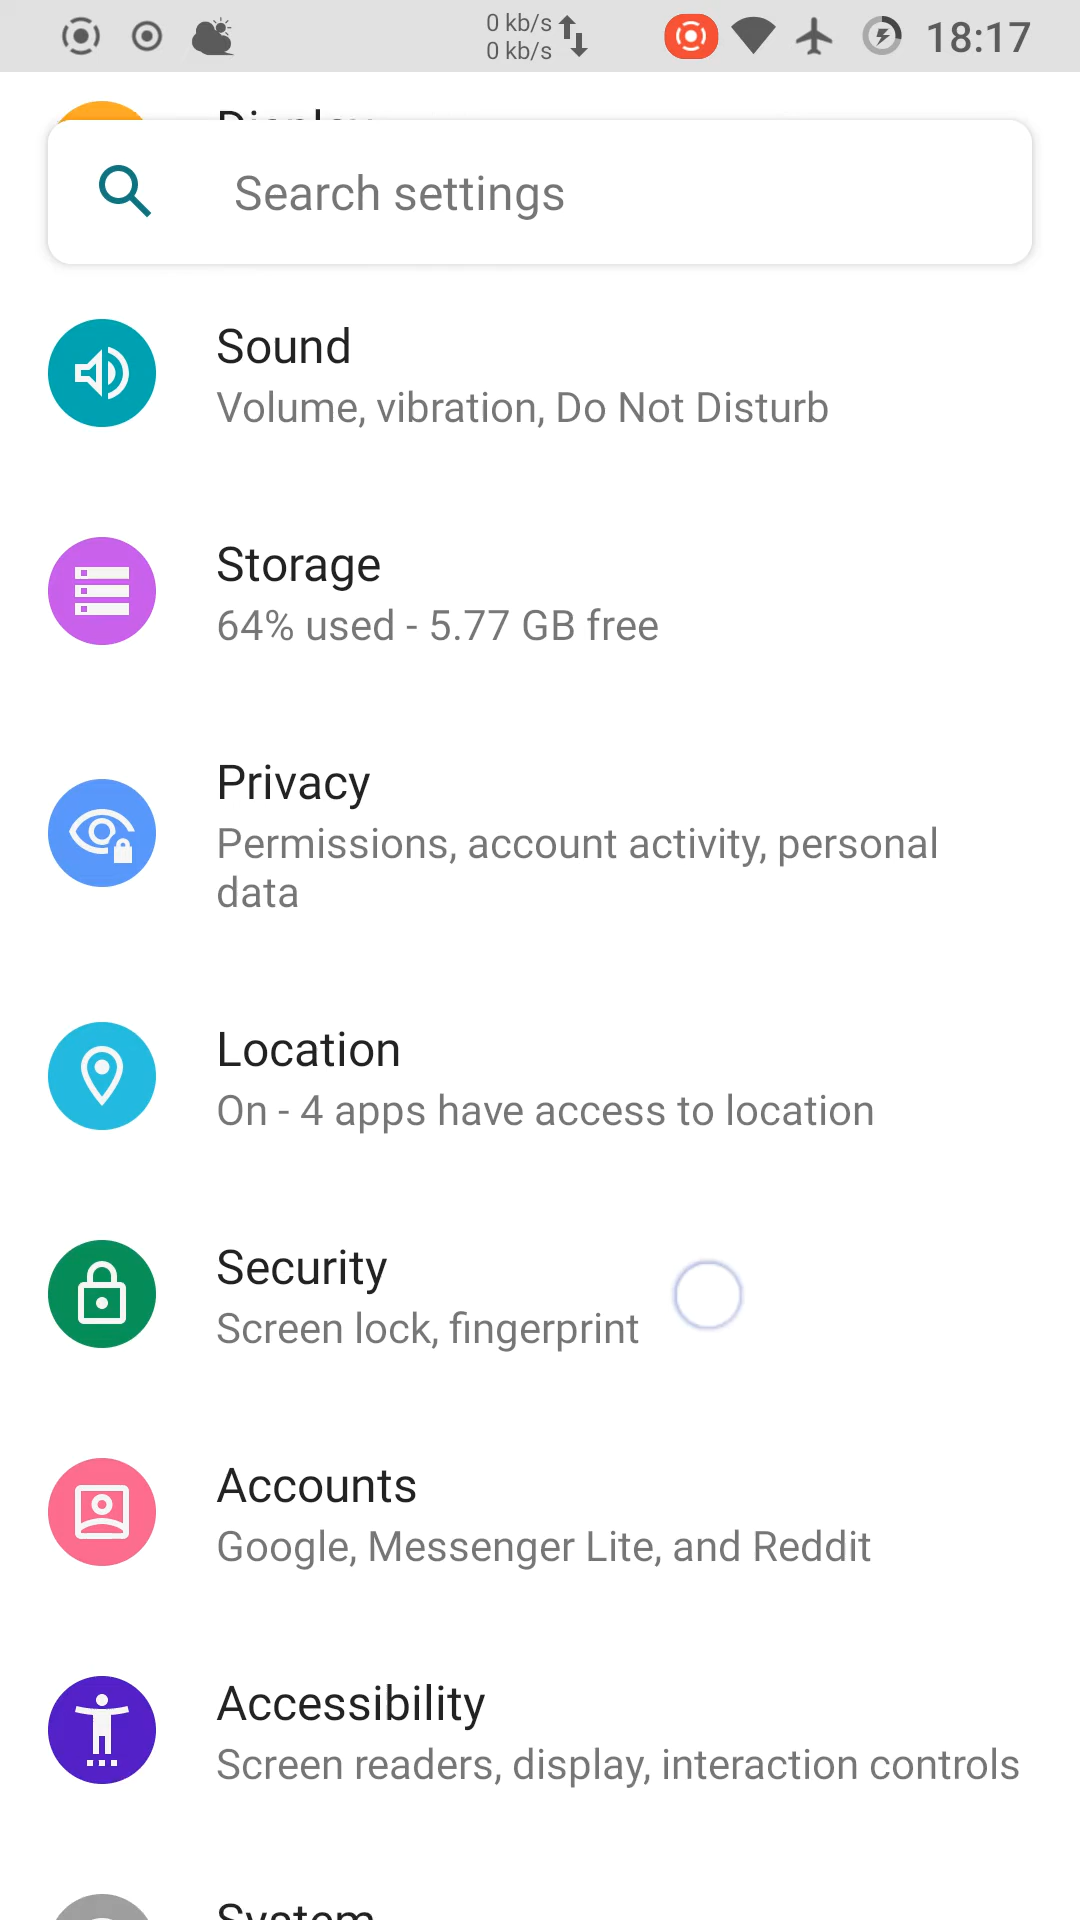 0 kb/s
0 kb/s
18:17
Display
Search settings
Sound
Volume, vibration, Do Not Disturb
Storage
64% used - 5.77 GB free
Privacy
Permissions, account activity, personal
data
Location
On - 4 apps have access to location
Security
Screen lock, fingerprint
Accounts
Google, Messenger Lite, and Reddit
Accessibility
Screen readers, display, interaction controls
System